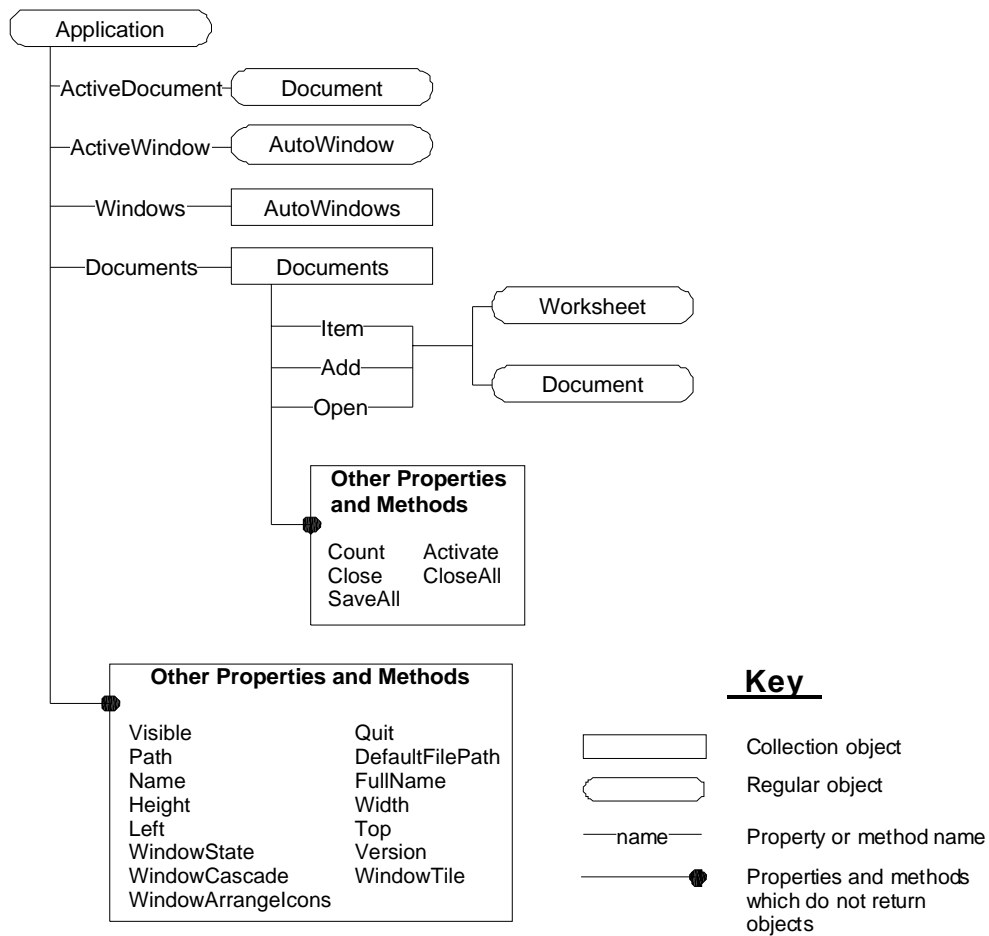 Application
ActiveDocument Document
ActiveWindow AutoWindow
Windows AutoWindows
Documents Documents
Worksheet
Item
Add
Document
Open
Other Properties
and Methods
Count Activate
Close CloseAll
SaveAll
Other Properties and Methods
Visible Quit
Path DefaultFilePath
Name FullName
Height Width
Left Top
WindowState Version
WindowCascade WindowTile
WindowArrangeIcons
Key
Collection object
Regular object
name Property or method name
Properties and methods
which do not return
objects